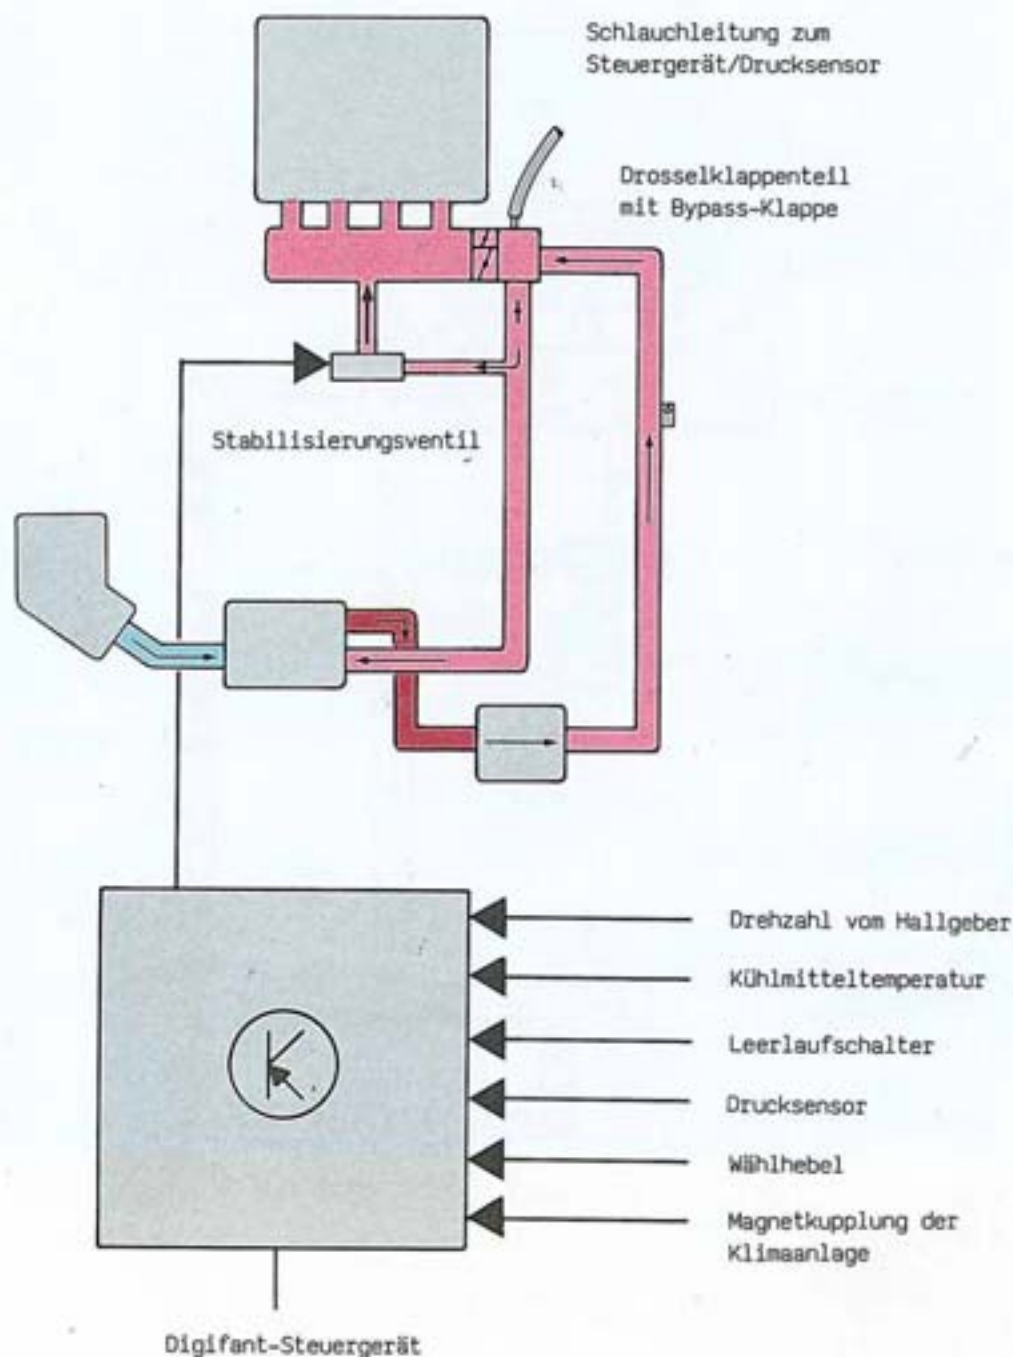 Schlauchleitung zum
Steuergerät/Drucksensor
Drosselklappenteil
mit Bypass-Klappe
Stabilisierungsventil
Drehzahl vom Hallgeber
Kühlmitteltemperatur
Leerlaufschalter
Drucksensor
Wählhebel
Magnetkupplung der
Klimaanlage
Digifant-Steuergerät